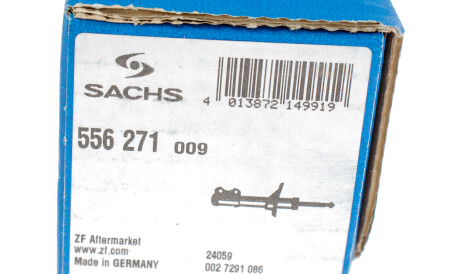 SACHS
4 013872 149919
556 271 009
ZF Aftermarket
www.zf.com
Made in GERMANY
24059
002 7291 086